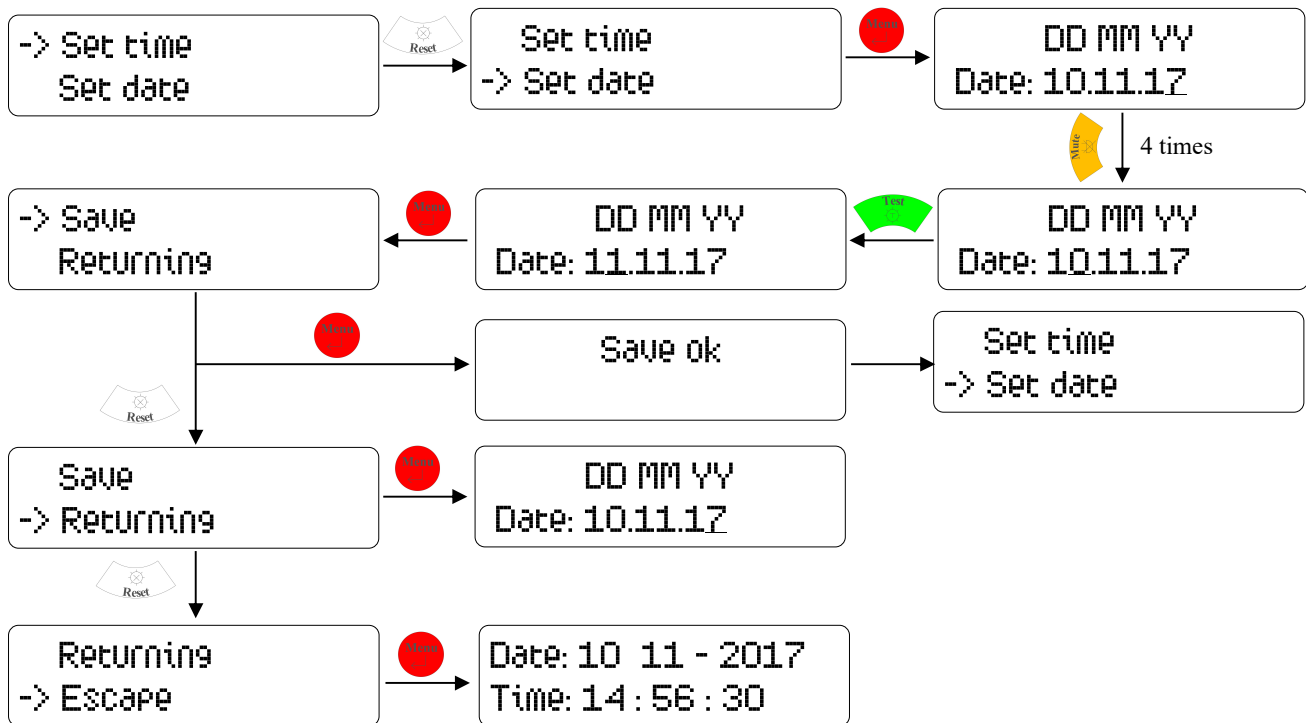 -> Set time
Set date
Reset
Set time
-> Set date
Menu
DD MM YY
Date: 10.11.17
Mute
4 times
-> Save
Returning
Menu
DD MM YY
Date: 11.11.17
Test
DD MM YY
Date: 10.11.17
Menu
Save ok
Set time
-> Set date
Reset
Save
-> Returning
Menu
DD MM YY
Date: 10.11.17
Reset
Returning
-> Escape
Menu
Date: 10 11 - 2017
Time: 14 : 56 : 30